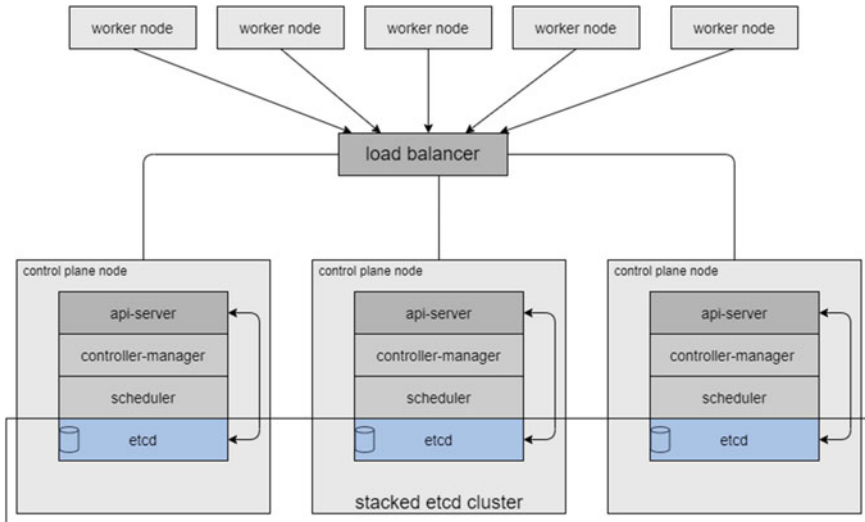 worker node
worker node
worker node
worker node
worker node
load balancer
control plane node
api-server
controller-manager
scheduler
etcd
control plane node
api-server
controller-manager
scheduler
etcd
stacked etcd cluster
control plane node
api-server
controller-manager
scheduler
etcd